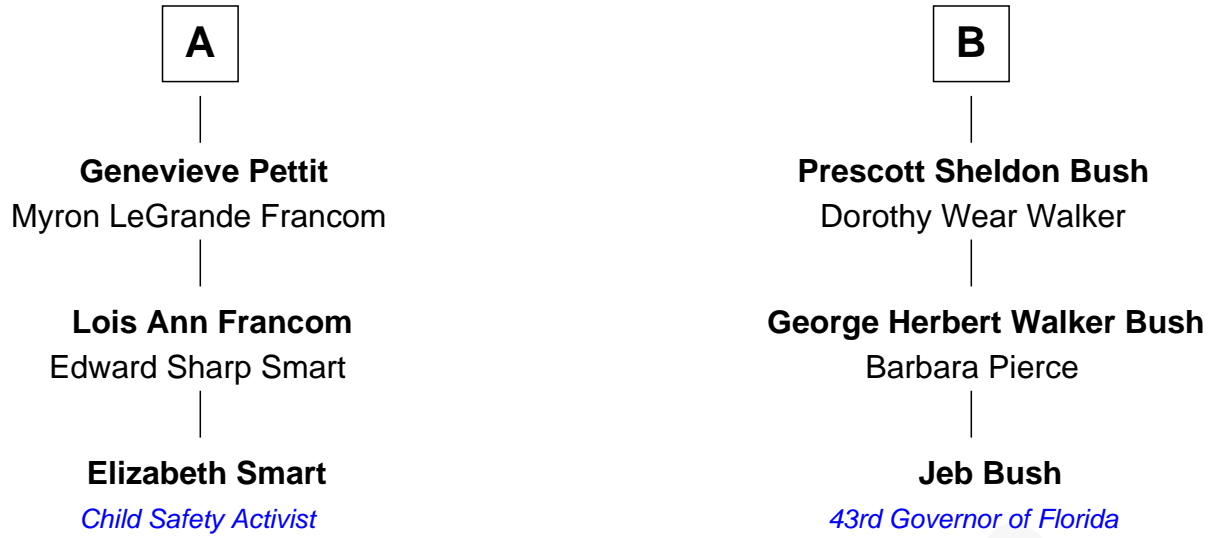 A
Genevieve Pettit
Myron LeGrande Francom
Lois Ann Francom
Edward Sharp Smart
Elizabeth Smart
Child Safety Activist
B
Prescott Sheldon Bush
Dorothy Wear Walker
George Herbert Walker Bush
Barbara Pierce
Jeb Bush
43rd Governor of Florida